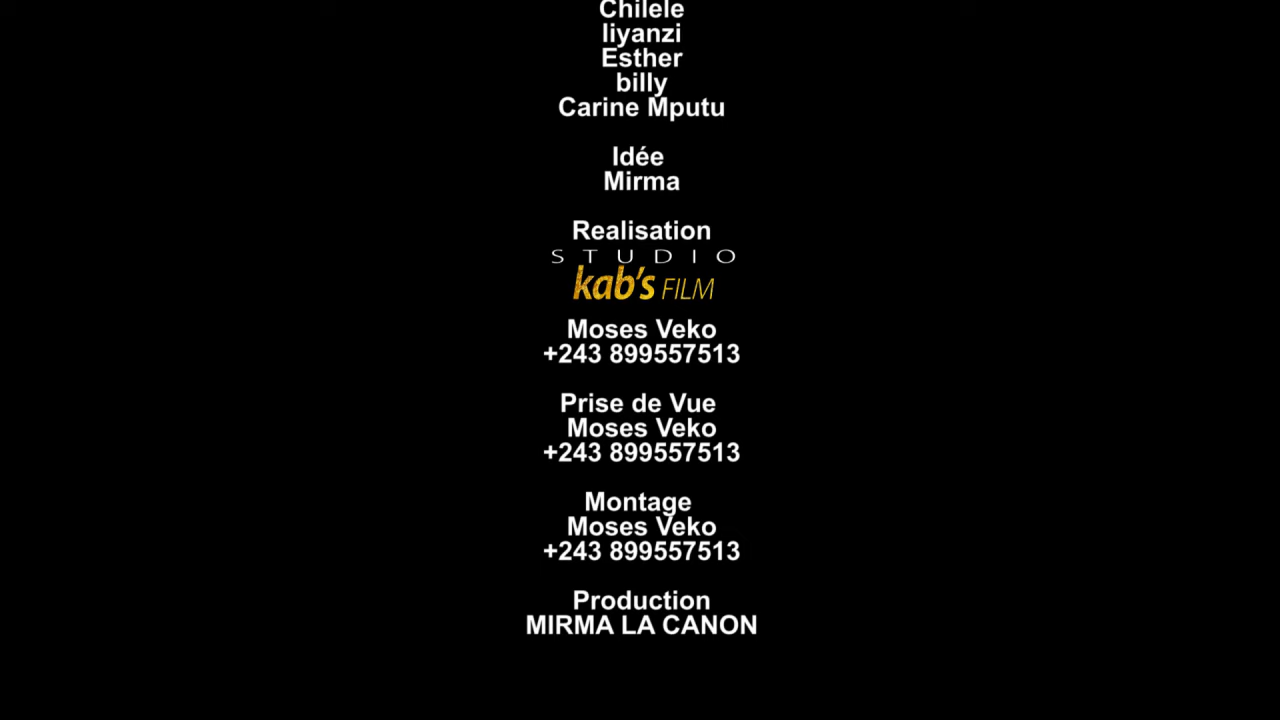 Chilele
liyanzi
Esther
billy
Carine Mputu
Idée
Mirma
Realisation
STUDIO
kab's FILM
Moses Veko
+243 899557513
Prise de Vue
Moses Veko
+243 899557513
Montage
Moses Veko
+243 899557513
Production
MIRMA LA CANON